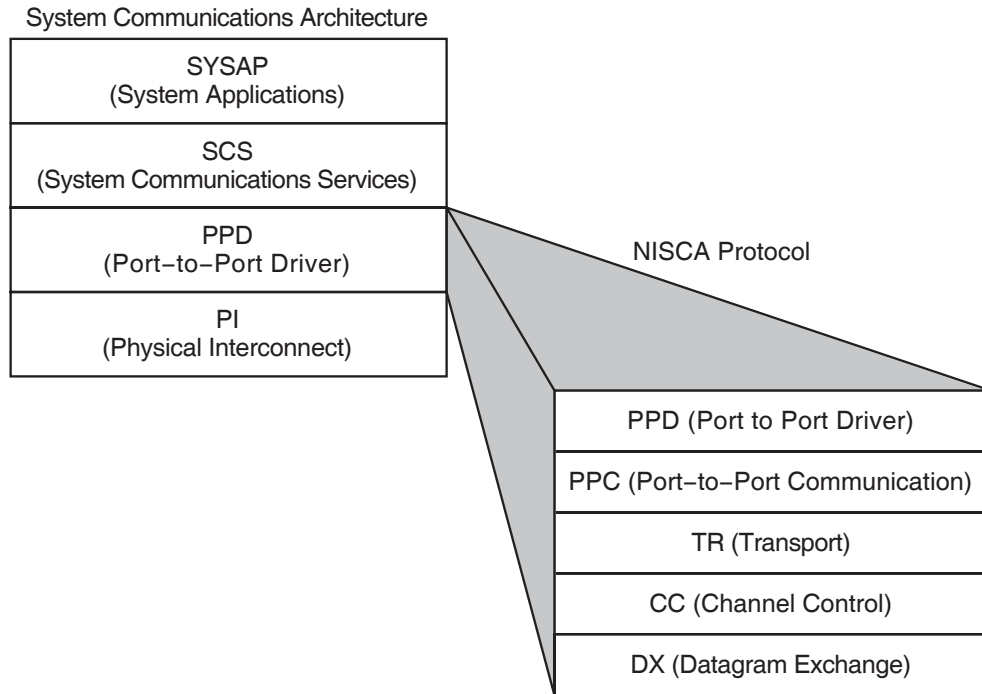 System Communications Architecture
SYSAP
(System Applications)
SCS
(System Communications Services)
PPD
(Port−to−Port Driver)
PI
(Physical Interconnect)
NISCA Protocol
PPD (Port to Port Driver)
PPC (Port−to−Port Communication)
TR (Transport)
CC (Channel Control)
DX (Datagram Exchange)